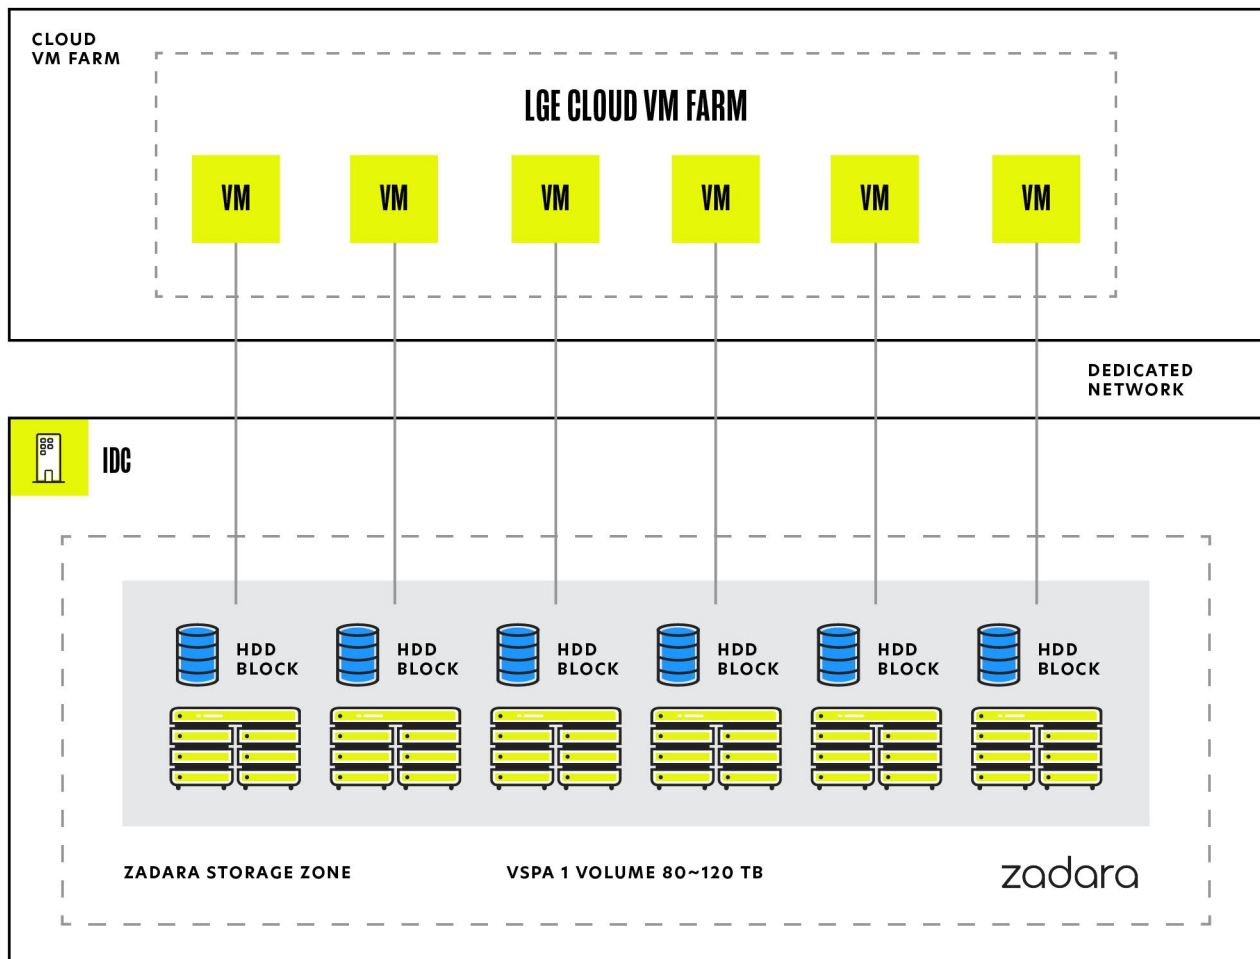 CLOUD
VM FARM
LGE CLOUD VM FARM
VM
VM
VM
VM
VM
VM
DEDICATED
NETWORK
IDC
HDD
BLOCK
HDD
BLOCK
HDD
BLOCK
HDD
BLOCK
HDD
BLOCK
HDD
BLOCK
ZADARA STORAGE ZONE
VSPA 1 VOLUME 80~120 TB
zadara